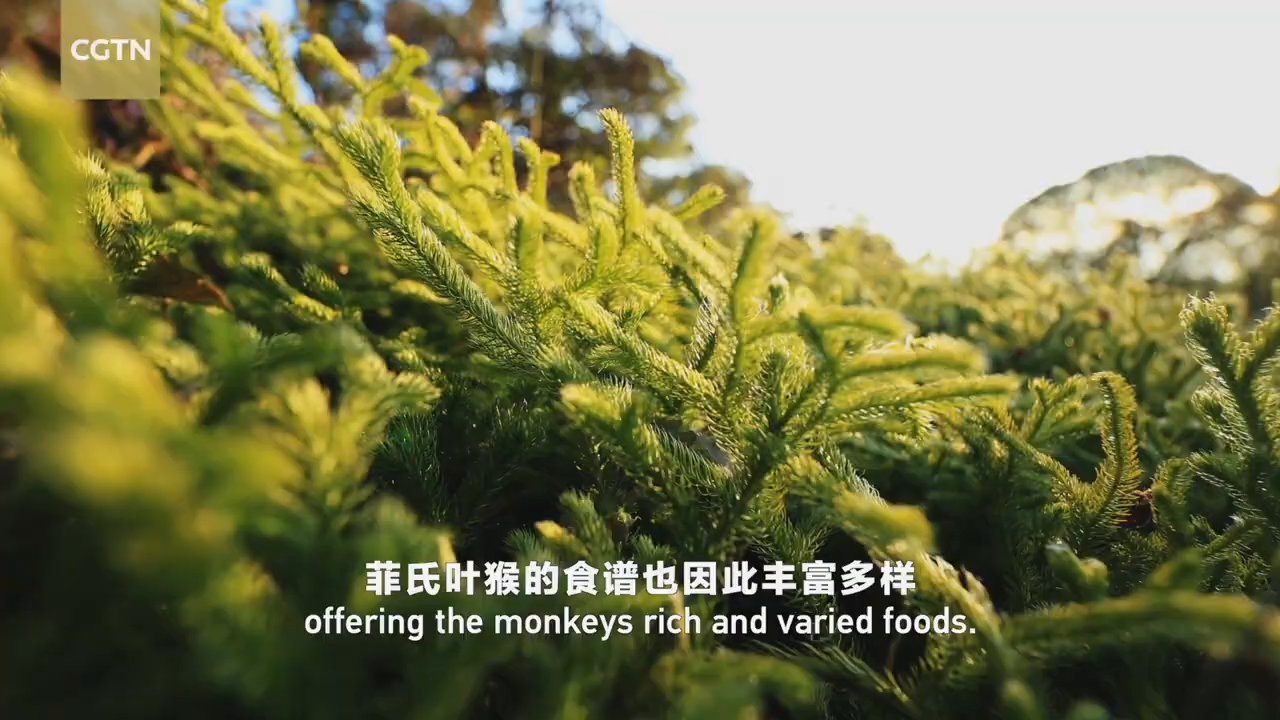 CGTN
菲氏叶猴的食谱也因此丰富多样
offering the monkeys rich and varied foods.